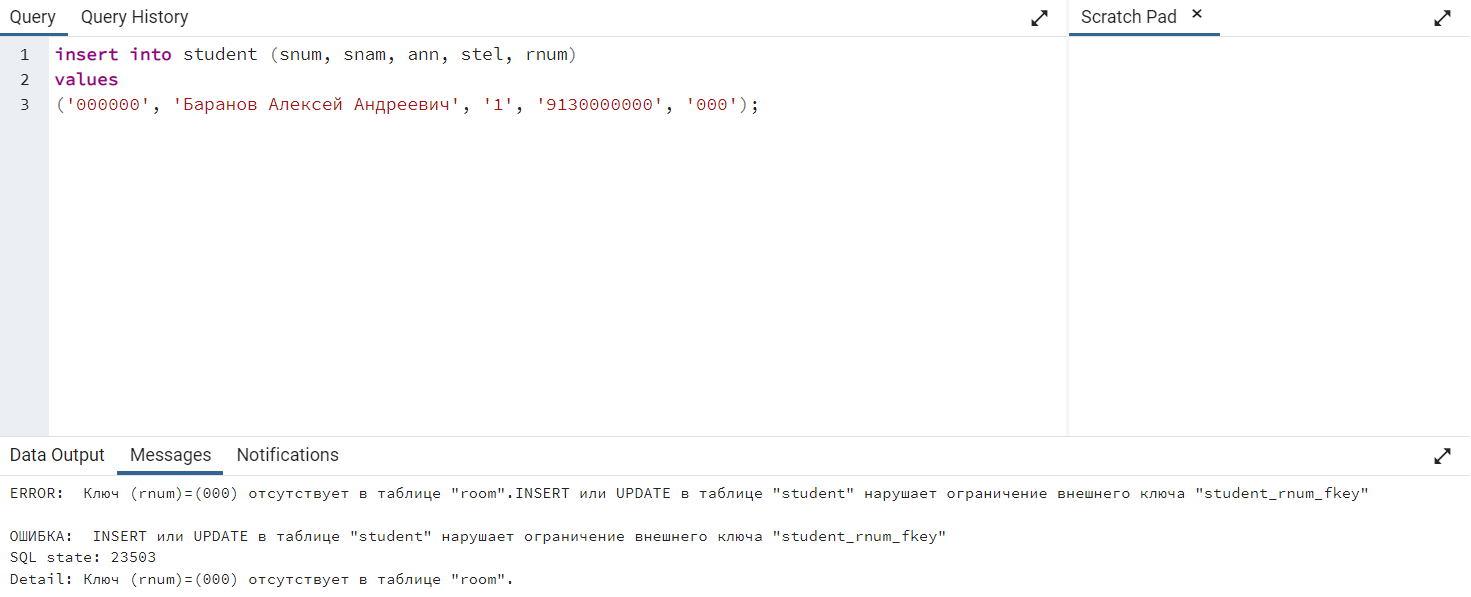 Query Query History
Scratch Pad ×
1 insert into student (snum, snam, ann, stel, rnum)
2 values
3 ('000000', 'Баранов Алексей Андреевич', '1', '9130000000', '000');
Data Output Messages Notifications
ERROR:  Ключ (rnum)=(000) отсутствует в таблице "room".INSERT или UPDATE в таблице "student" нарушает ограничение внешнего ключа "student_rnum_fkey"
ОШИБКА:  INSERT или UPDATE в таблице "student" нарушает ограничение внешнего ключа "student_rnum_fkey"
SQL state: 23503
Detail: Ключ (rnum)=(000) отсутствует в таблице "room".